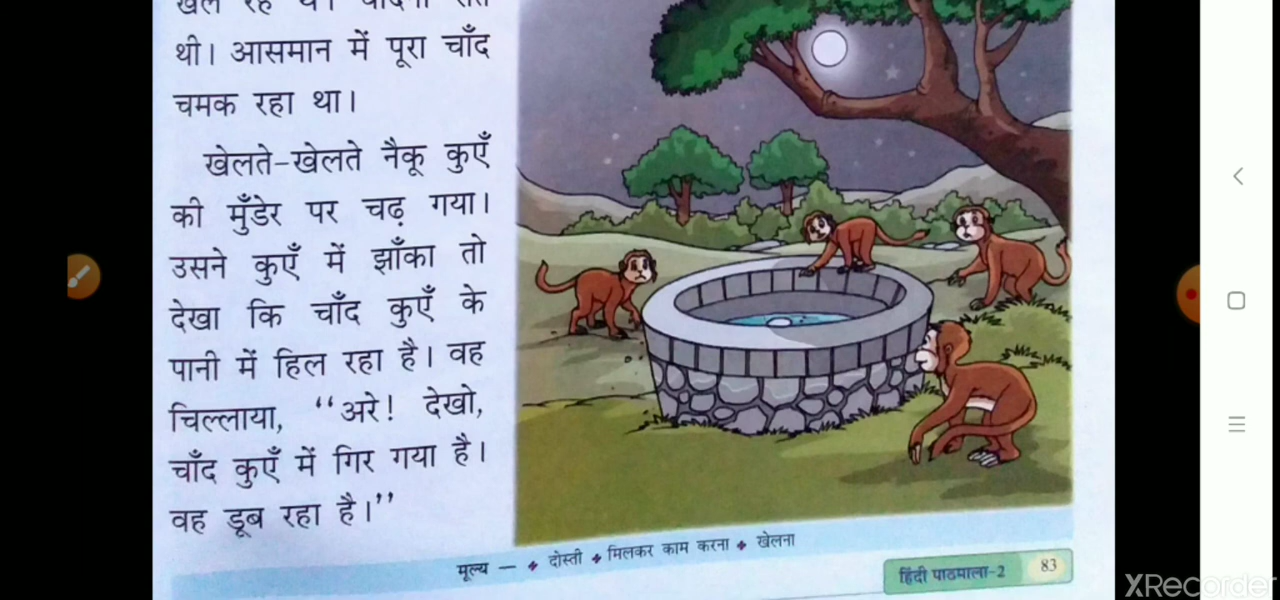 थी। आसमान में पूरा चाँद
चमक रहा था।
खेलते-खेलते नैकू कुएँ
की मुँडेर पर चढ़ गया।
उसने कुएँ में झाँका तो
देखा कि चाँद कुएँ के
पानी में हिल रहा है। वह
चिल्लाया, “अरे! देखो,
चाँद कुएँ में गिर गया है।
वह डूब रहा है।”
मूल्य — दोस्ती मिलकर काम करना खेलना
हिंदी पाठमाला-2 83
XRecorder